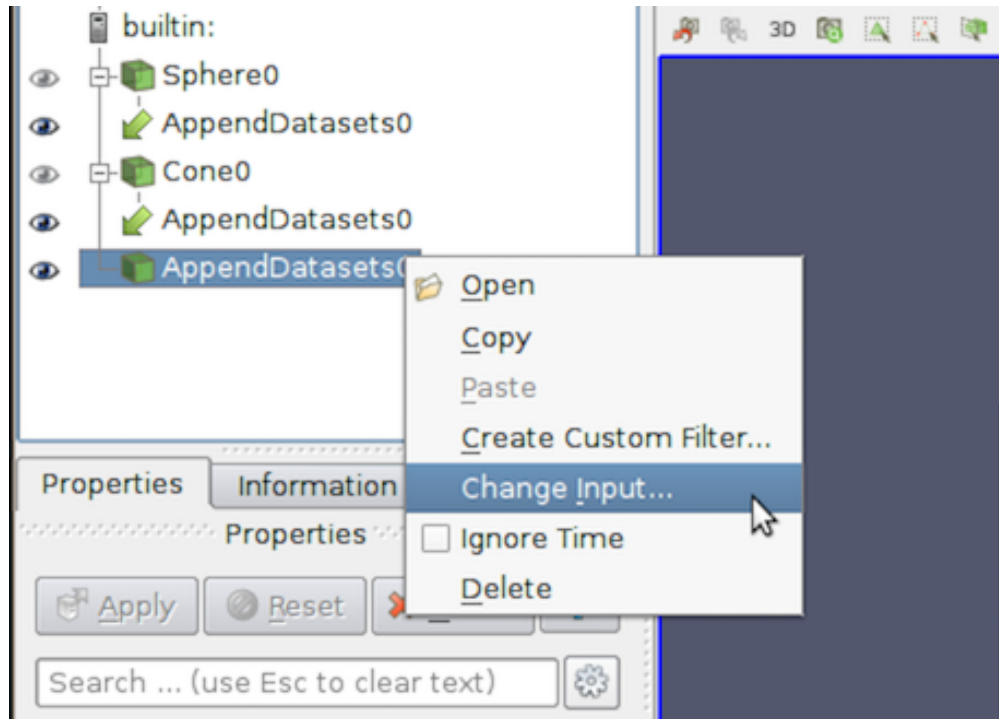 builtin:
3D
Sphere0
AppendDatasets0
Cone0
AppendDatasets0
AppendDatasets
Open
Copy
Paste
Create Custom Filter...
Change Input...
Ignore Time
Delete
Properties
Information
Properties
Apply
Reset
Search ... (use Esc to clear text)